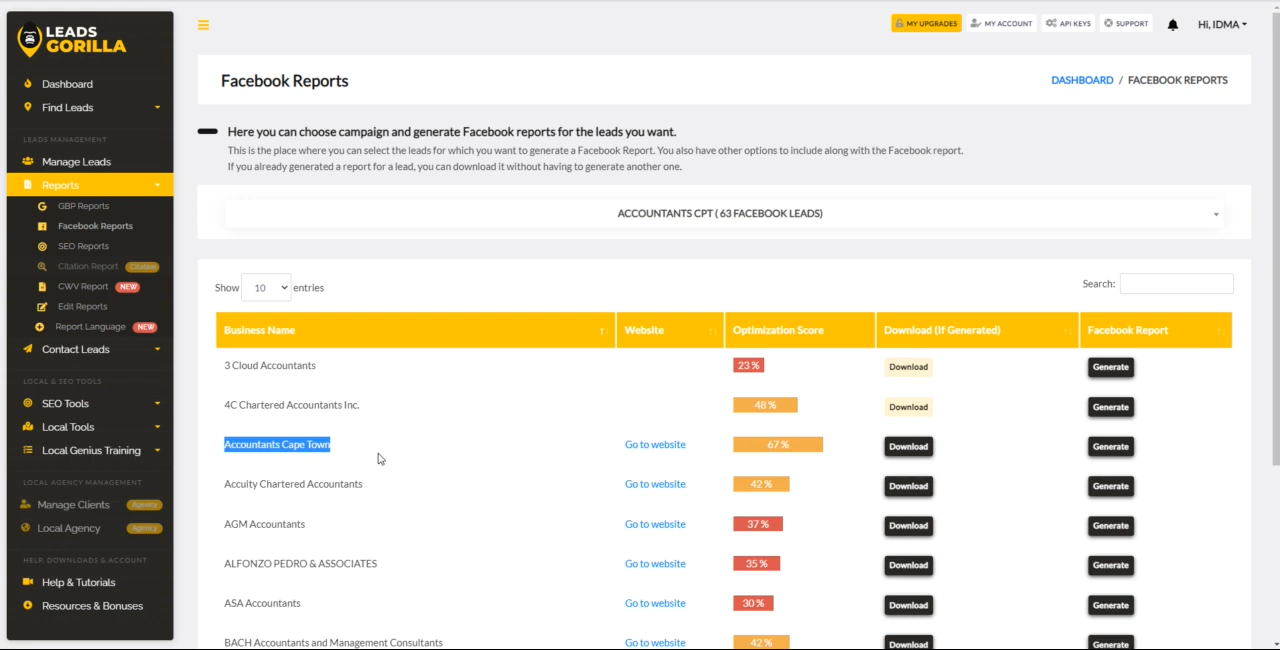 LEADS
GORILLA
Dashboard
Find Leads
LEADS MANAGEMENT
Manage Leads
Reports
GBP Reports
Facebook Reports
SEO Reports
Citation Report Citation
CWV Report NEW
Edit Reports
Report Language NEW
Contact Leads
LOCAL & SEO TOOLS
SEO Tools
Local Tools
Local Genius Training
LOCAL AGENCY MANAGEMENT
Manage Clients Agency
Local Agency Agency
HELP, DOWNLOADS & ACCOUNT
Help & Tutorials
Resources & Bonuses
MY UPGRADES MY ACCOUNT API KEYS SUPPORT Hi, IDMA
Facebook Reports
DASHBOARD / FACEBOOK REPORTS
Here you can choose campaign and generate Facebook reports for the leads you want.
This is the place where you can select the leads for which you want to generate a Facebook Report. You also have other options to include along with the Facebook report.
If you already generated a report for a lead, you can download it without having to generate another one.
ACCOUNTANTS CPT ( 63 FACEBOOK LEADS)
Show 10 entries
Search:
Business Name Website Optimization Score Download (If Generated) Facebook Report
3 Cloud Accountants 23 % Download Generate
4C Chartered Accountants Inc. 48 % Download Generate
Accountants Cape Town Go to website 67 % Download Generate
Accuity Chartered Accountants Go to website 42 % Download Generate
AGM Accountants Go to website 37 % Download Generate
ALFONZO PEDRO & ASSOCIATES Go to website 35 % Download Generate
ASA Accountants Go to website 30 % Download Generate
BACH Accountants and Management Consultants Go to website 42 % Download Generate